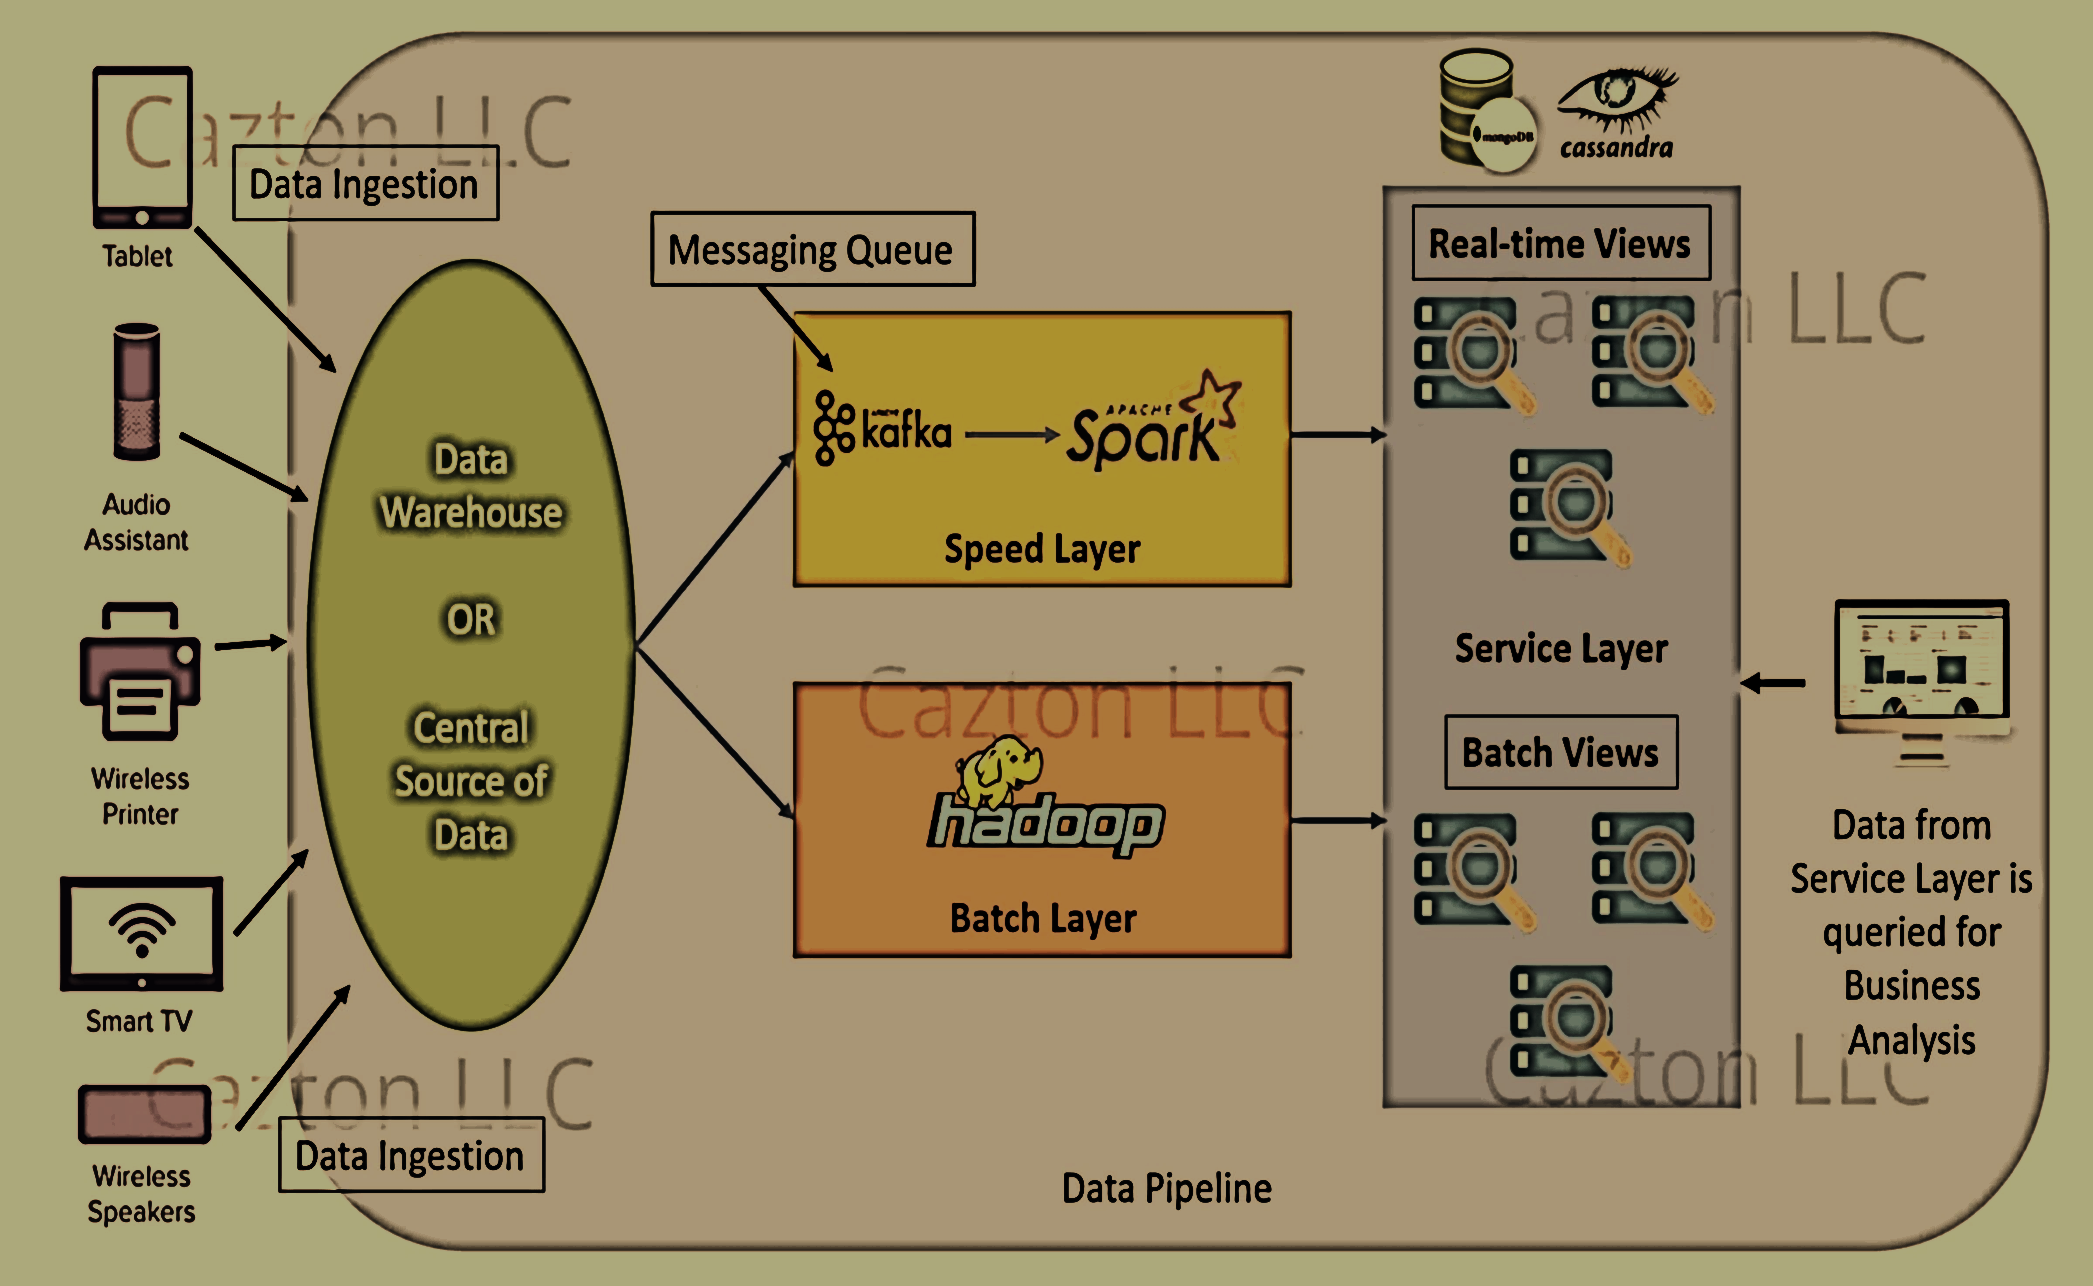 Cazton LLC
Data Ingestion
Tablet
Audio
Assistant
Wireless
Printer
Smart TV
Wireless
Speakers
Cazton LLC
Data Ingestion
Data
Warehouse
OR
Central
Source of
Data
Messaging Queue
APACHE
kafka
APACHE
Spark
Speed Layer
Cazton LLC
hadoop
Batch Layer
mongoDB
cassandra
Real-time Views
Cazton LLC
Service Layer
Batch Views
Cazton LLC
Data from
Service Layer is
queried for
Business
Analysis
Data Pipeline